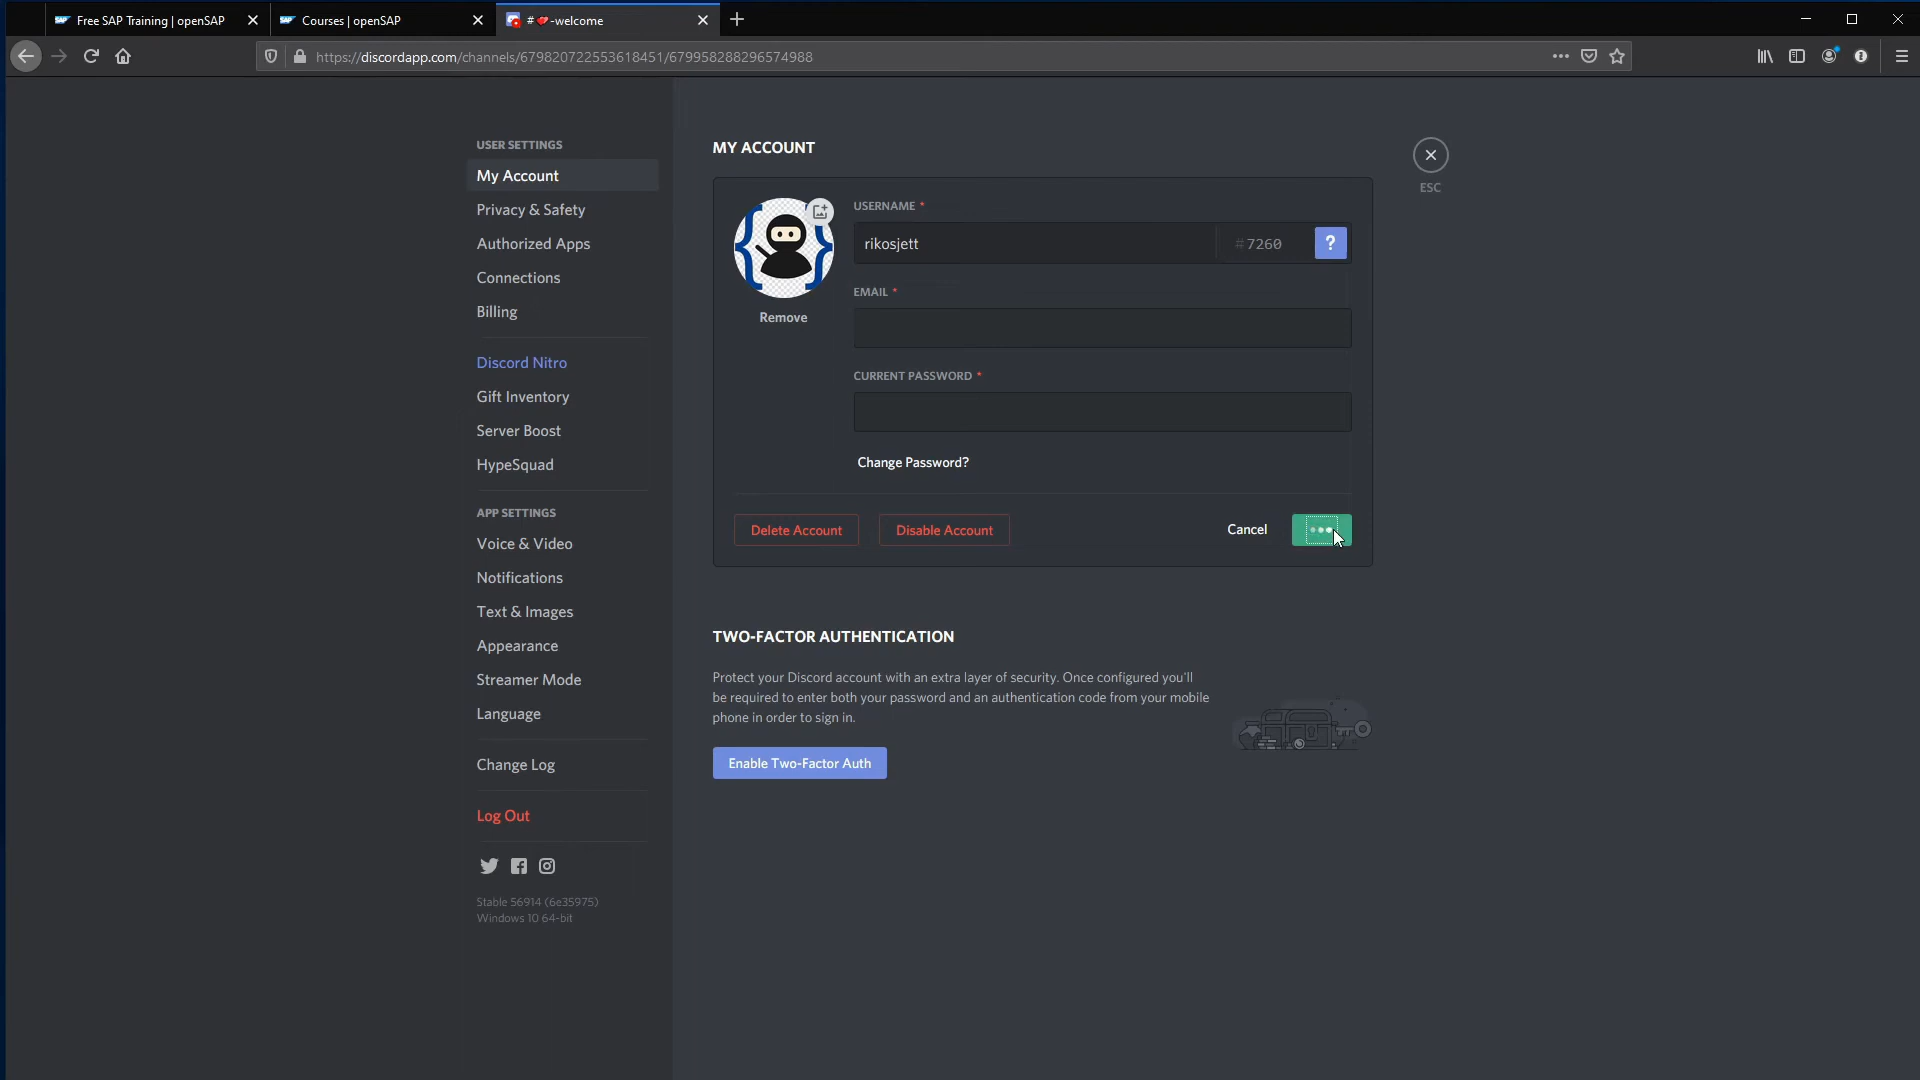 SAP Free SAP Training | openSAP
SAP Courses | openSAP
#❤-welcome
https://discordapp.com/channels/679820722553618451/679958288296574988
USER SETTINGS
My Account
Privacy & Safety
Authorized Apps
Connections
Billing
Discord Nitro
Gift Inventory
Server Boost
HypeSquad
APP SETTINGS
Voice & Video
Notifications
Text & Images
Appearance
Streamer Mode
Language
Change Log
Log Out
Stable 56914 (6e35975)
Windows 10 64-bit
MY ACCOUNT
ESC
USERNAME *
rikosjett #7260 ?
EMAIL *
Remove
CURRENT PASSWORD *
Change Password?
Delete Account Disable Account Cancel
TWO-FACTOR AUTHENTICATION
Protect your Discord account with an extra layer of security. Once configured you'll
be required to enter both your password and an authentication code from your mobile
phone in order to sign in.
Enable Two-Factor Auth